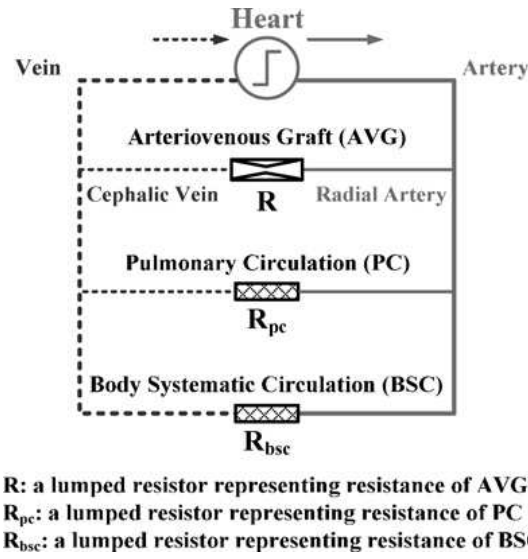 Heart
Vein
Artery
Arteriovenous Graft (AVG)
Cephalic Vein
R
Radial Artery
Pulmonary Circulation (PC)
Rpc
Body Systematic Circulation (BSC)
Rbsc
R: a lumped resistor representing resistance of AVG
Rpc: a lumped resistor representing resistance of PC
Rbsc: a lumped resistor representing resistance of BS